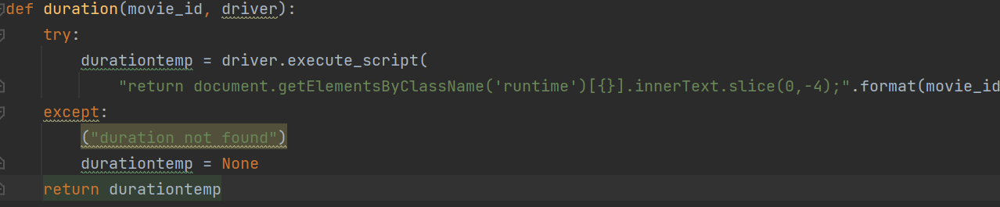 def duration(movie_id, driver):
    try:
        durationtemp = driver.execute_script(
            "return document.getElementsByClassName('runtime')[{}].innerText.slice(0,-4);".format(movie_id
    except:
        ("duration not found")
        durationtemp = None
    return durationtemp